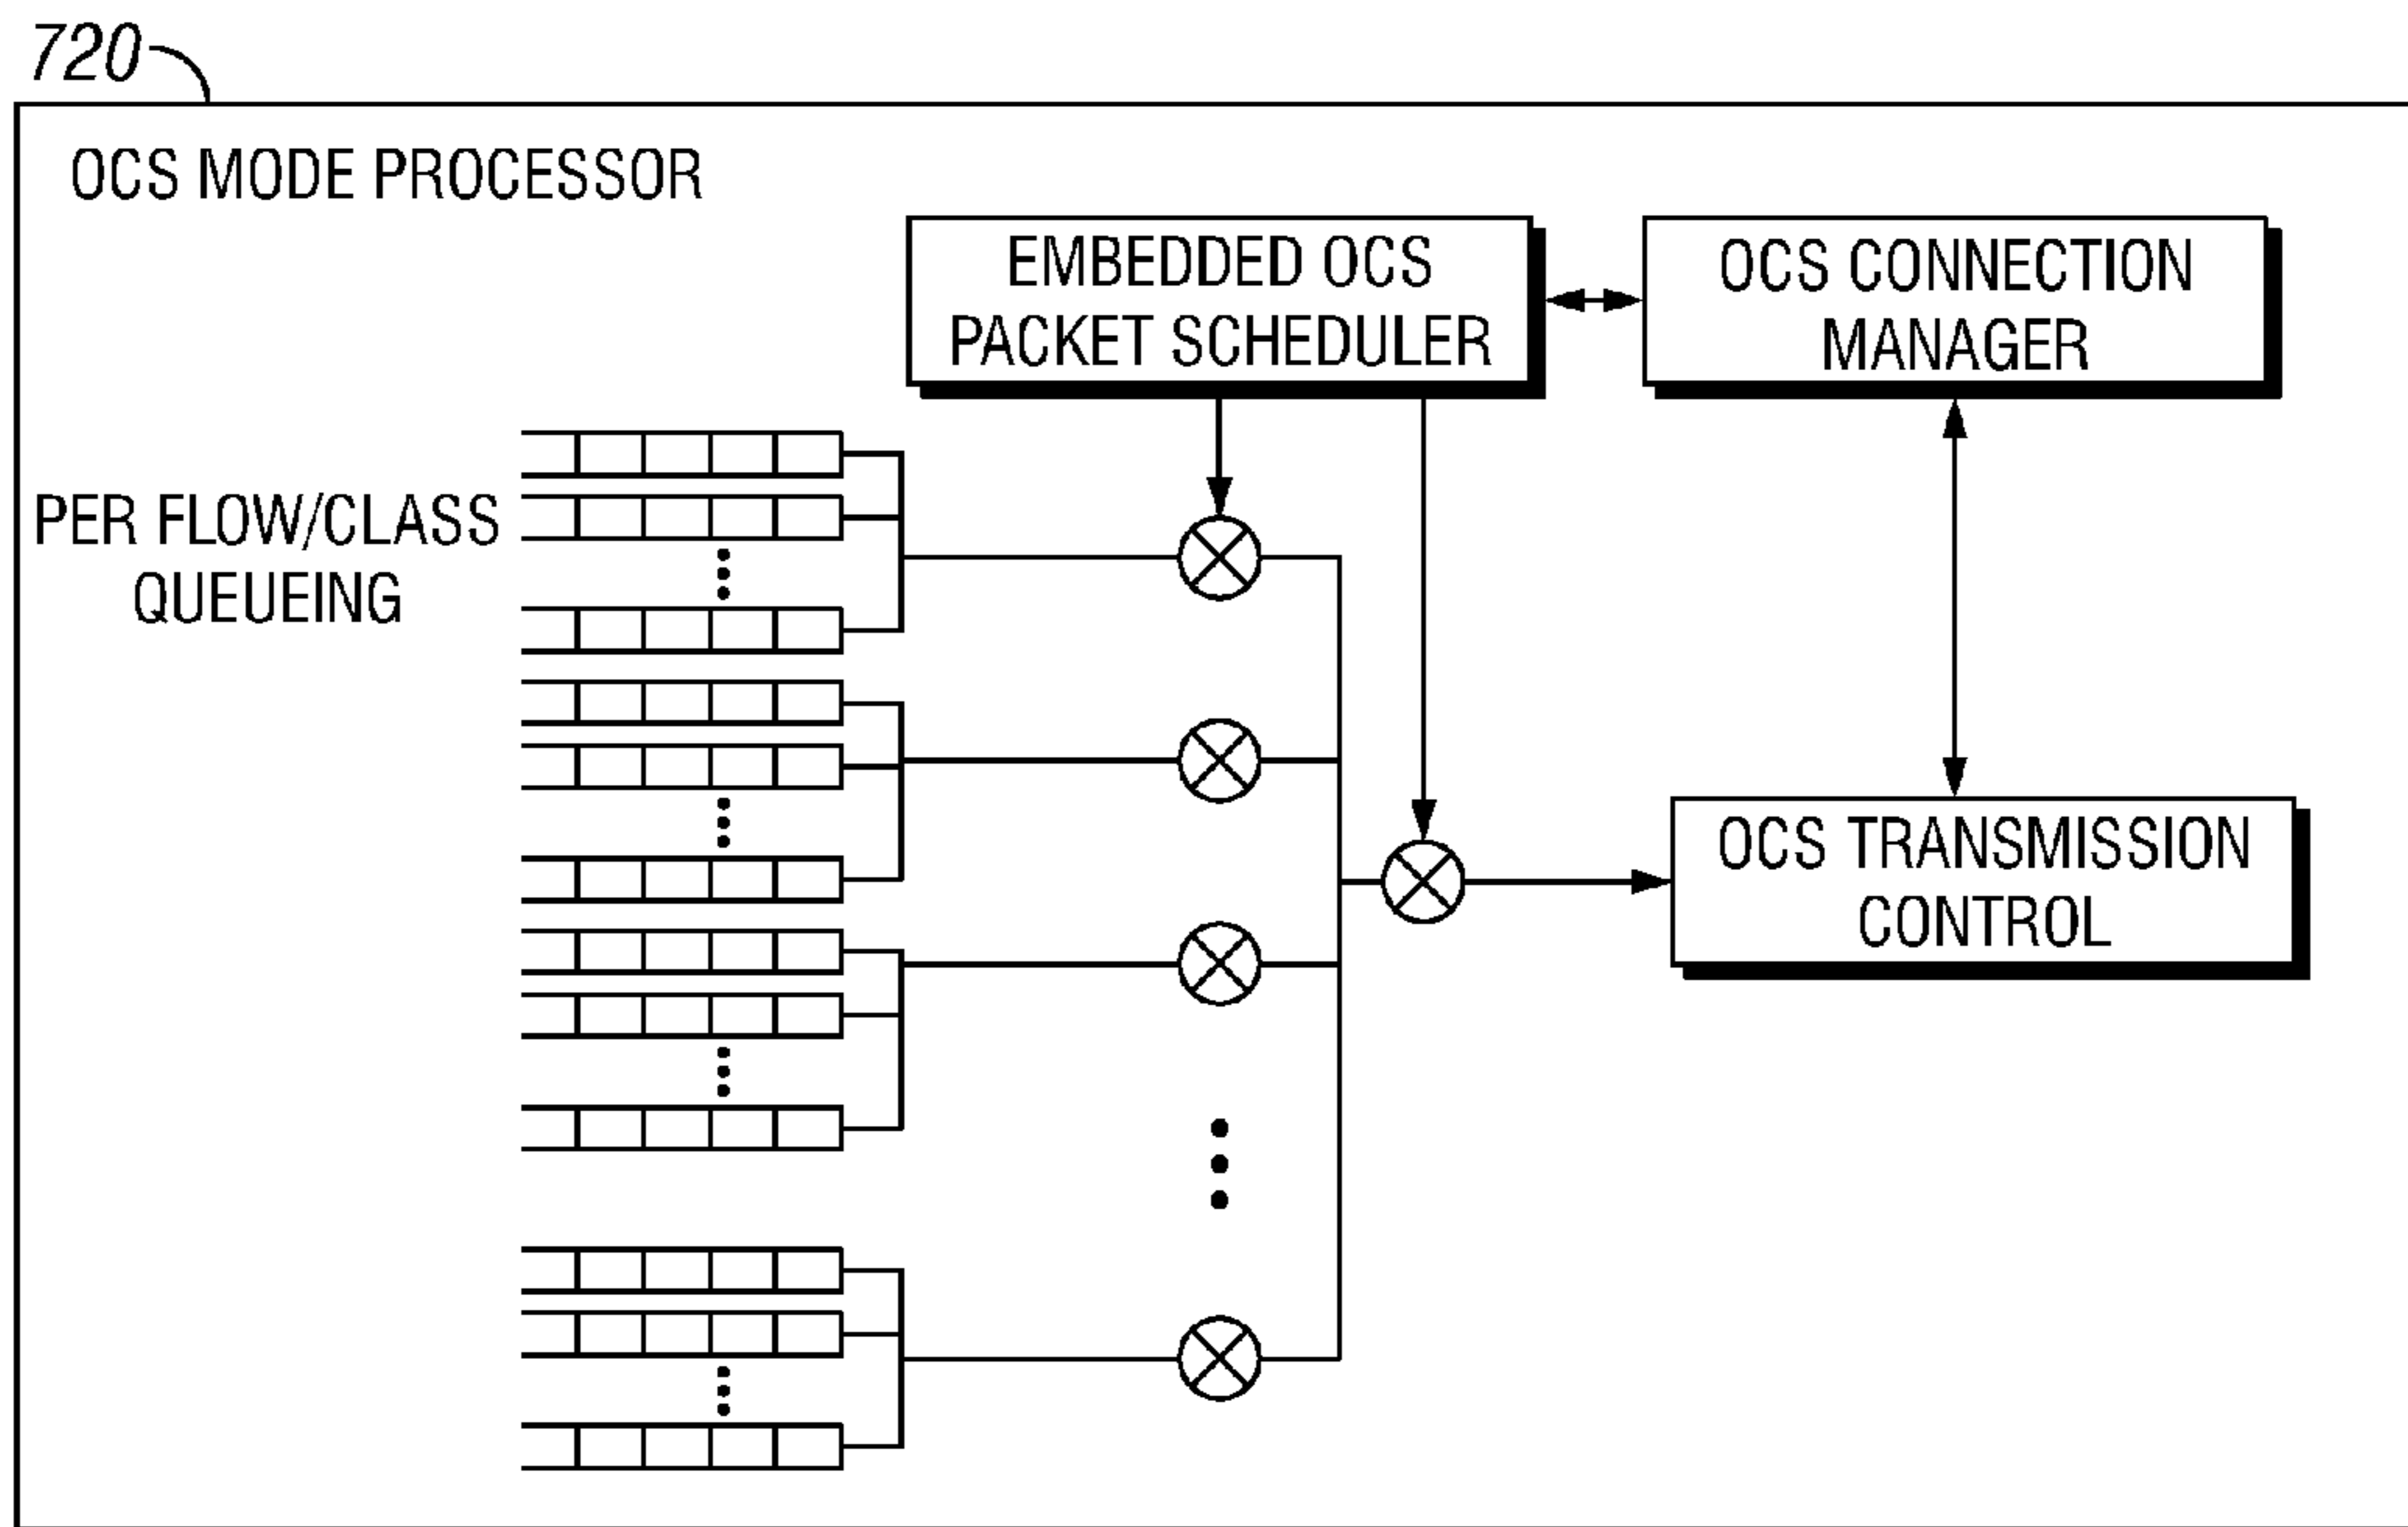 720
OCS MODE PROCESSOR
EMBEDDED OCS
PACKET SCHEDULER
OCS CONNECTION
MANAGER
PER FLOW/CLASS
QUEUEING
OCS TRANSMISSION
CONTROL